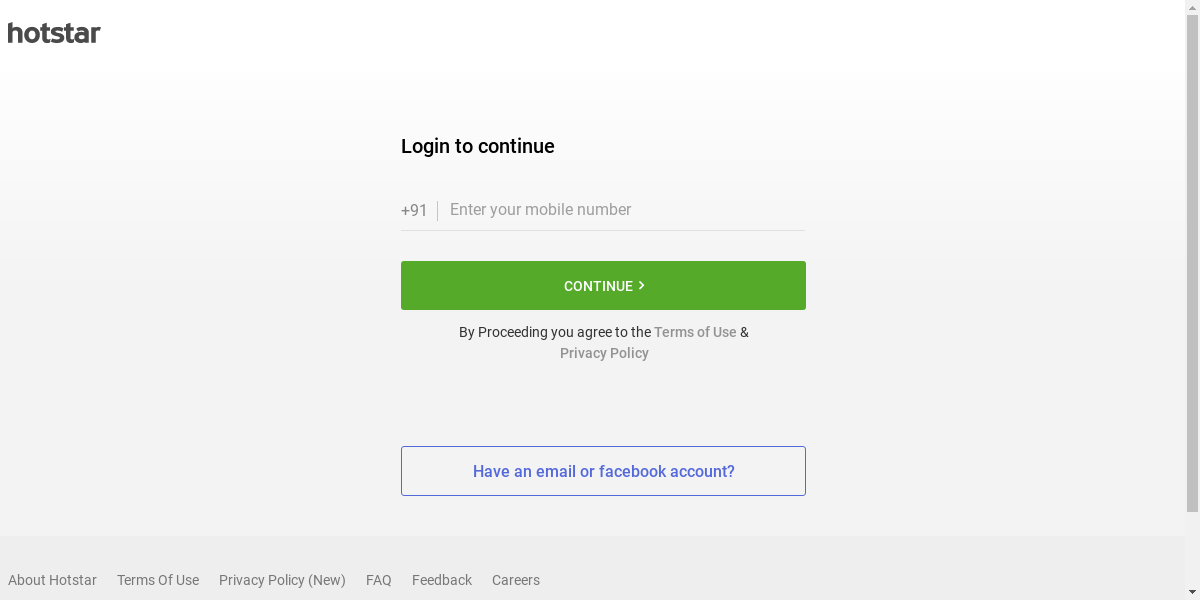 hotstar
Login to continue
+91 Enter your mobile number
CONTINUE
By Proceeding you agree to the Terms of Use &
Privacy Policy
Have an email or facebook account?
About Hotstar Terms Of Use Privacy Policy (New) FAQ Feedback Careers